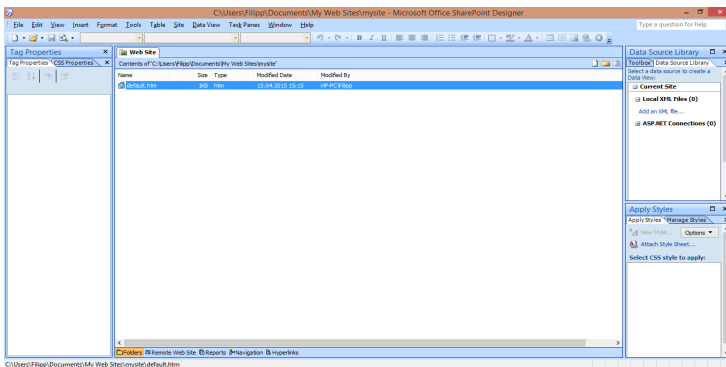 C:\Users\Filipp\Documents\My Web Sites\mysite - Microsoft Office SharePoint Designer
File Edit View Insert Format Tools Table Site Data View Task Panes Window Help
Type a question for help
Tag Properties
Tag Properties CSS Properties
Web Site
Contents of 'C:\Users\Filipp\Documents\My Web Sites\mysite'
Name Size Type Modified Date Modified By
default.htm 1KB htm 15.04.2015 15:15 HP-PC\Filipp
Folders Remote Web Site Reports Navigation Hyperlinks
Data Source Library
Toolbox Data Source Library
Select a data source to create a
Data View:
Current Site
Local XML Files (0)
Add an XML file...
ASP.NET Connections (0)
Apply Styles
Apply Styles Manage Styles
New Style... Options
Attach Style Sheet...
Select CSS style to apply:
C:\Users\Filipp\Documents\My Web Sites\mysite\default.htm